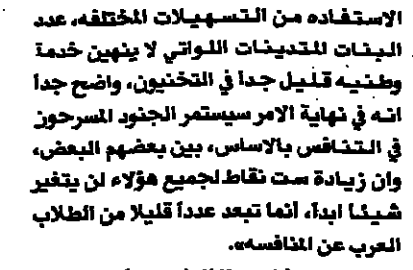 الاستفاده من التسهيلات المختلفه، عدد
البنات المتدينات اللواتي لا ينهين خدمة
وطنيه قليل جداً في التخنيون، واضح جداً
انه في نهاية الامر سيستمر الجنود المسرحون
في التنافس بالاساس، بين بعضهم البعض،
وان زيادة ست نقاط لجميع هؤلاء لن يتغير
شيئاً ابداً، أنما تبعد عدداً قليلا من الطلاب
العرب عن المنافسه».